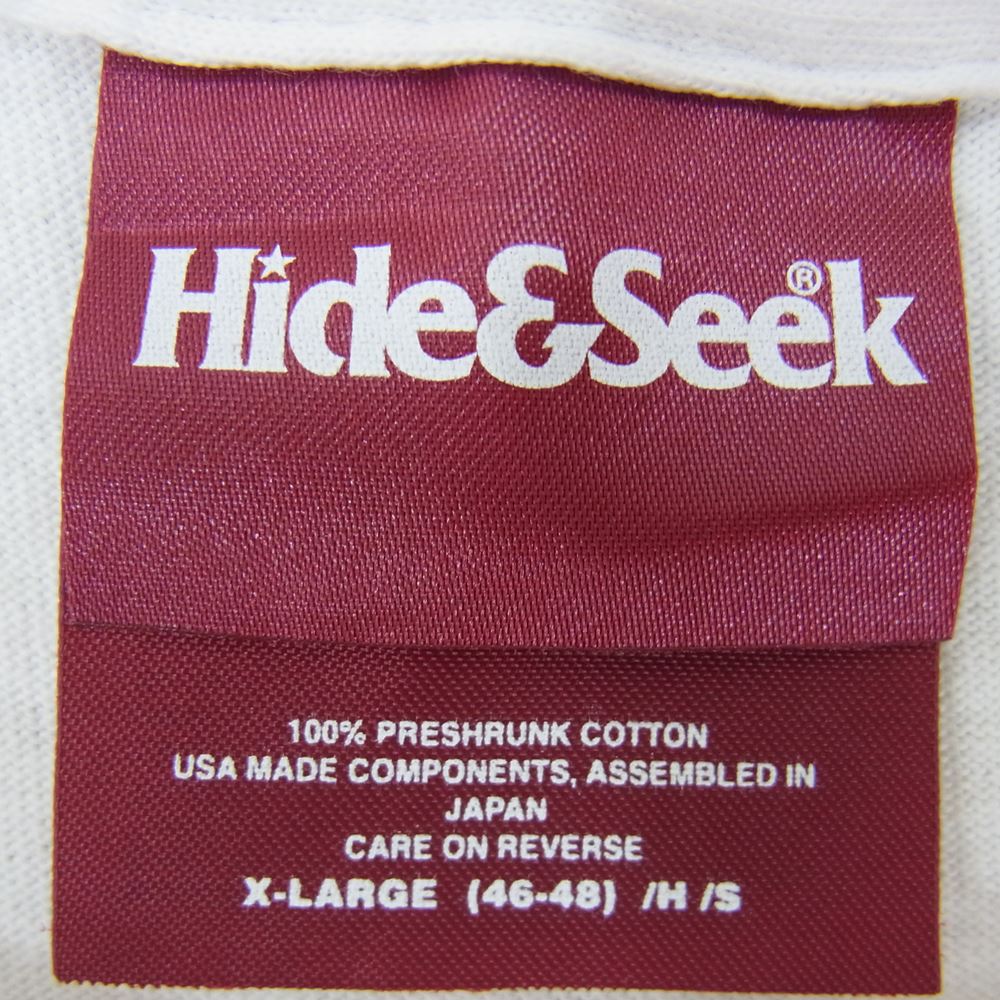 Hide&Seek®
100% PRESHRUNK COTTON
USA MADE COMPONENTS, ASSEMBLED IN
JAPAN
CARE ON REVERSE
X-LARGE (46-48) /H /S